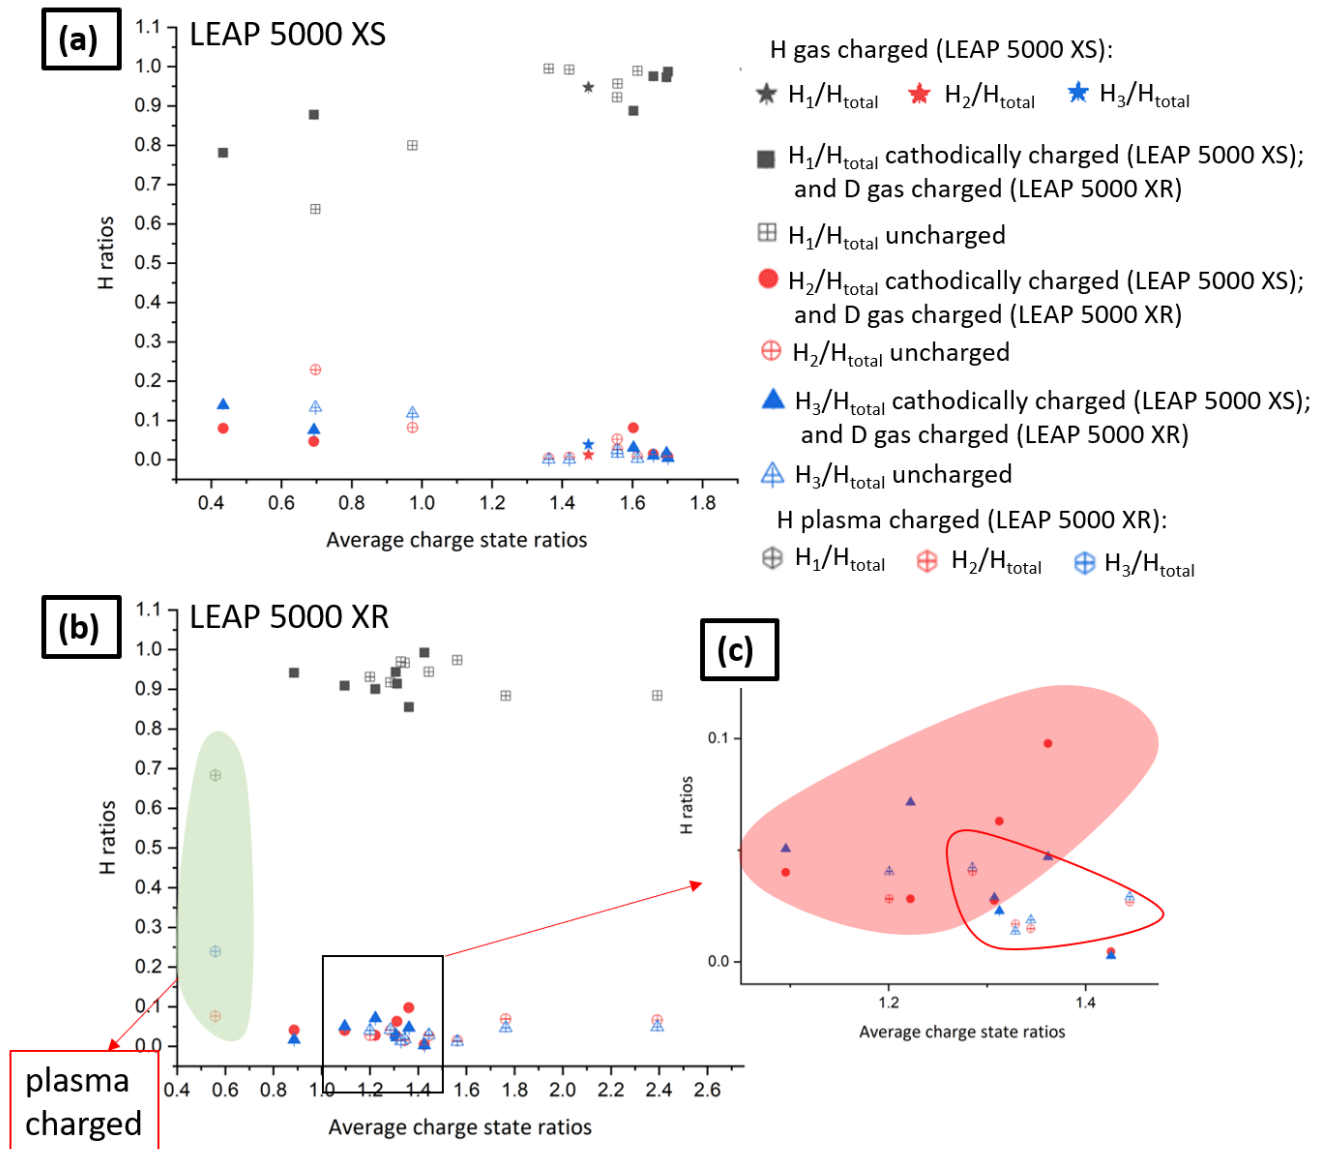 (a)
LEAP 5000 XS
1.1
1.0
0.9
0.8
0.7
0.6
0.5
0.4
0.3
0.2
0.1
0.0
H ratios
0.4 0.6 0.8 1.0 1.2 1.4 1.6 1.8
Average charge state ratios
H gas charged (LEAP 5000 XS):
H1/Htotal H2/Htotal H3/Htotal
H1/Htotal cathodically charged (LEAP 5000 XS);
and D gas charged (LEAP 5000 XR)
H1/Htotal uncharged
H2/Htotal cathodically charged (LEAP 5000 XS);
and D gas charged (LEAP 5000 XR)
H2/Htotal uncharged
H3/Htotal cathodically charged (LEAP 5000 XS);
and D gas charged (LEAP 5000 XR)
H3/Htotal uncharged
H plasma charged (LEAP 5000 XR):
H1/Htotal H2/Htotal H3/Htotal
(b)
LEAP 5000 XR
1.1
1.0
0.9
0.8
0.7
0.6
0.5
0.4
0.3
0.2
0.1
0.0
H ratios
0.4 0.6 0.8 1.0 1.2 1.4 1.6 1.8 2.0 2.2 2.4 2.6
Average charge state ratios
plasma
charged
(c)
0.1
0.0
H ratios
1.2 1.4
Average charge state ratios